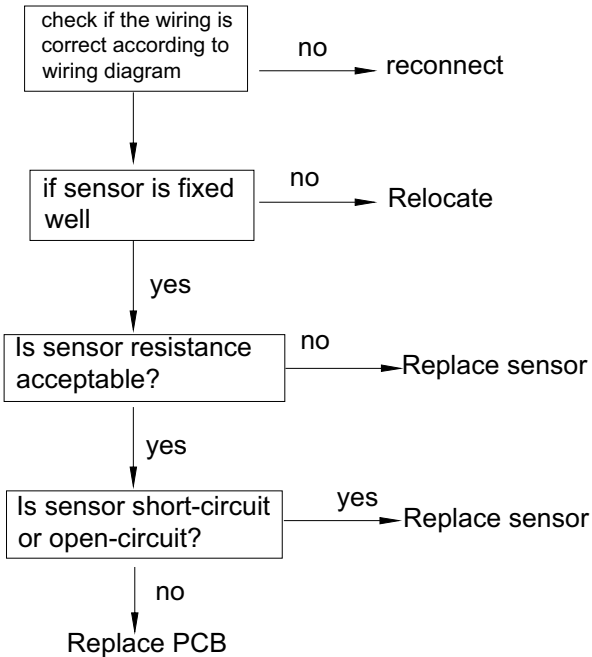 check if the wiring is
correct according to
wiring diagram
no
reconnect
if sensor is fixed
well
no
Relocate
yes
Is sensor resistance
acceptable?
no
Replace sensor
yes
Is sensor short-circuit
or open-circuit?
yes
Replace sensor
no
Replace PCB